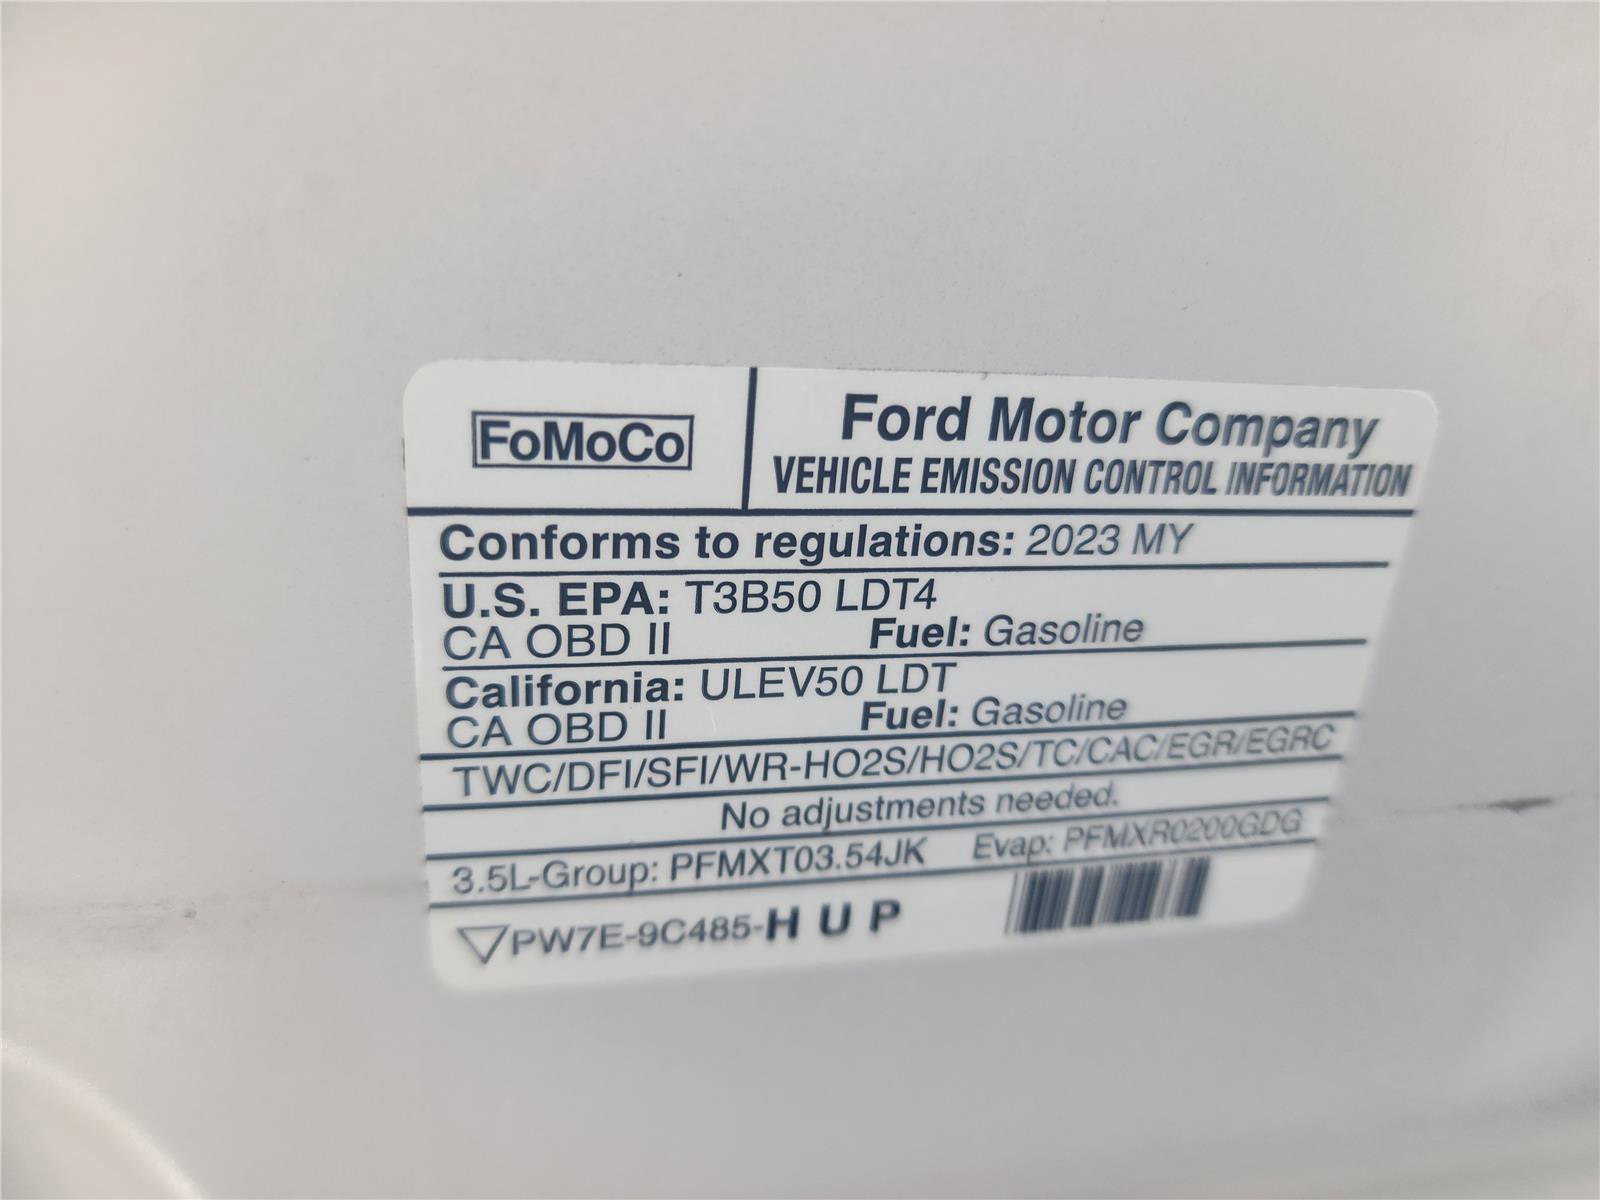 FoMoCo
Ford Motor Company
VEHICLE EMISSION CONTROL INFORMATION
Conforms to regulations: 2023 MY
U.S. EPA: T3B50 LDT4
CA OBD II Fuel: Gasoline
California: ULEV50 LDT
CA OBD II Fuel: Gasoline
TWC/DFI/SFI/WR-HO2S/HO2S/TC/CAC/EGR/EGRC
No adjustments needed.
3.5L-Group: PFMXT03.54JK Evap: PFMXR0200GDG
PW7E-9C485-H U P